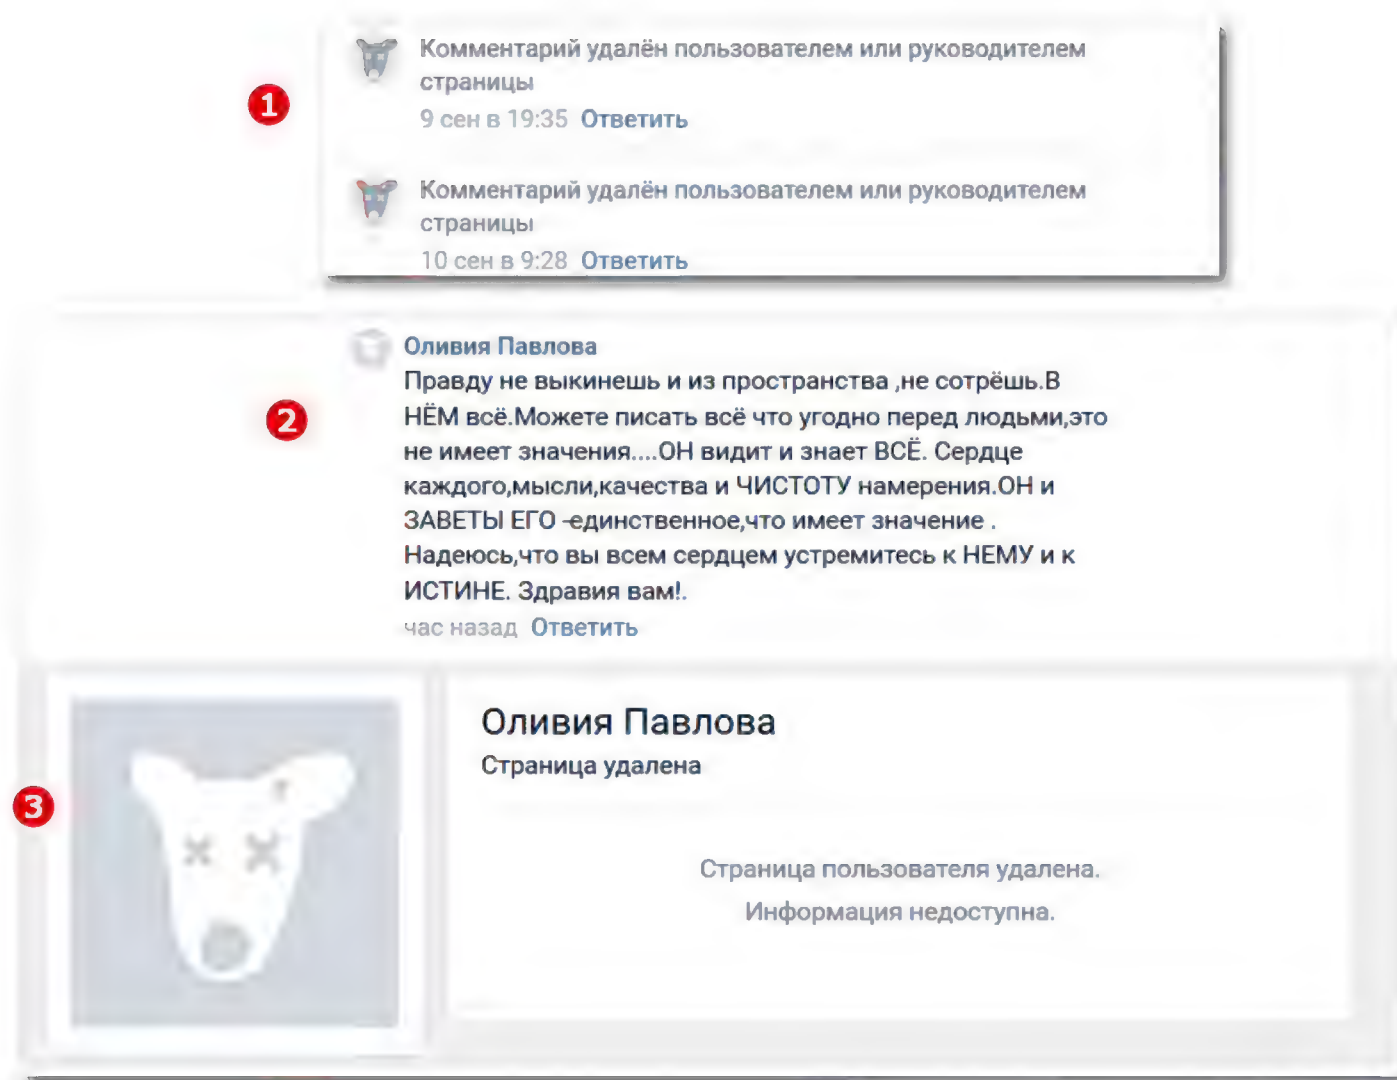 Комментарий удалён пользователем или руководителем
страницы
1
9 сен в 19:35 Ответить
Комментарий удалён пользователем или руководителем
страницы
10 сен в 9:28 Ответить
Оливия Павлова
Правду не выкинешь и из пространства ,не сотрёшь.В
2
НЁМ всё.Можете писать всё что угодно перед людьми,это
не имеет значения....ОН видит и знает ВСЁ. Сердце
каждого,мысли,качества и ЧИСТОТУ намерения.ОН и
ЗАВЕТЫ ЕГО -единственное,что имеет значение .
Надеюсь,что вы всем сердцем устремитесь к НЕМУ и к
ИСТИНЕ. Здравия вам!.
час назад Ответить
Оливия Павлова
Страница удалена
3
Страница пользователя удалена.
Информация недоступна.